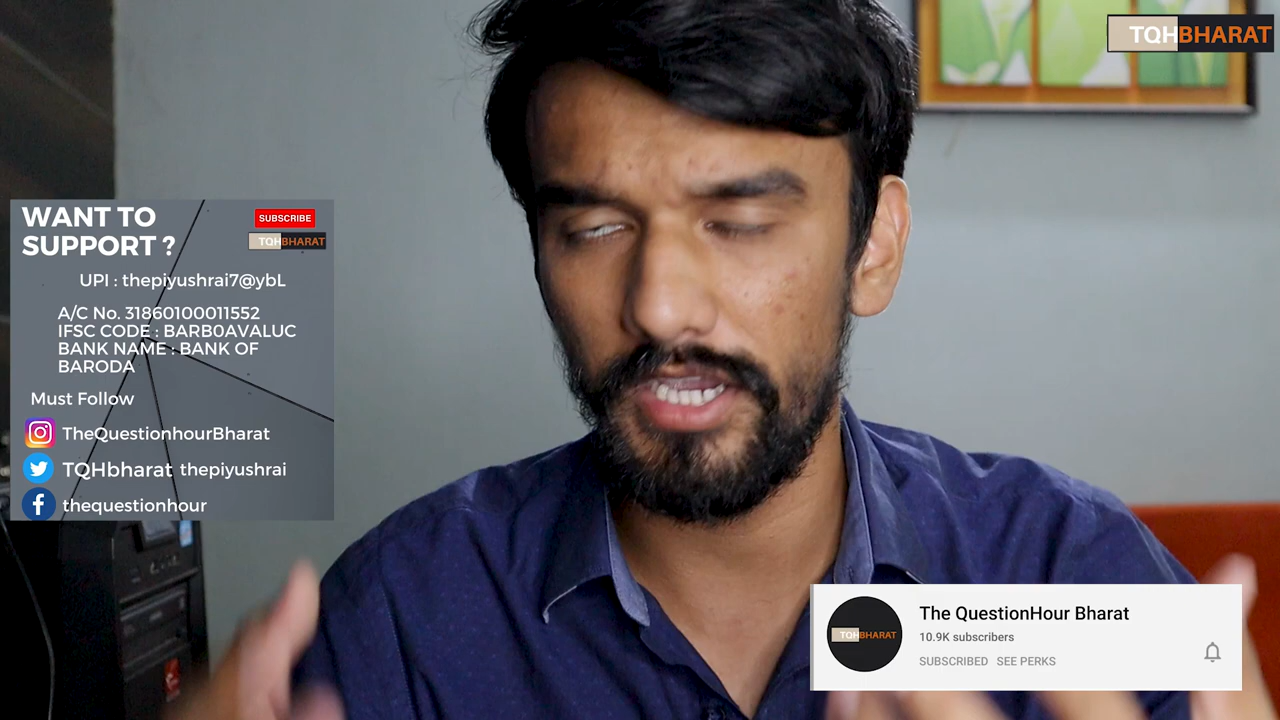 TQHBHARAT
WANT TO
SUPPORT ?
SUBSCRIBE
TQHBHARAT
UPI : thepiyushrai7@ybL
A/C No. 31860100011552
IFSC CODE : BARB0AVALUC
BANK NAME : BANK OF
BARODA
Must Follow
TheQuestionhourBharat
TQHbharat thepiyushrai
thequestionhour
The QuestionHour Bharat
TQHBHARAT
10.9K subscribers
SUBSCRIBED SEE PERKS